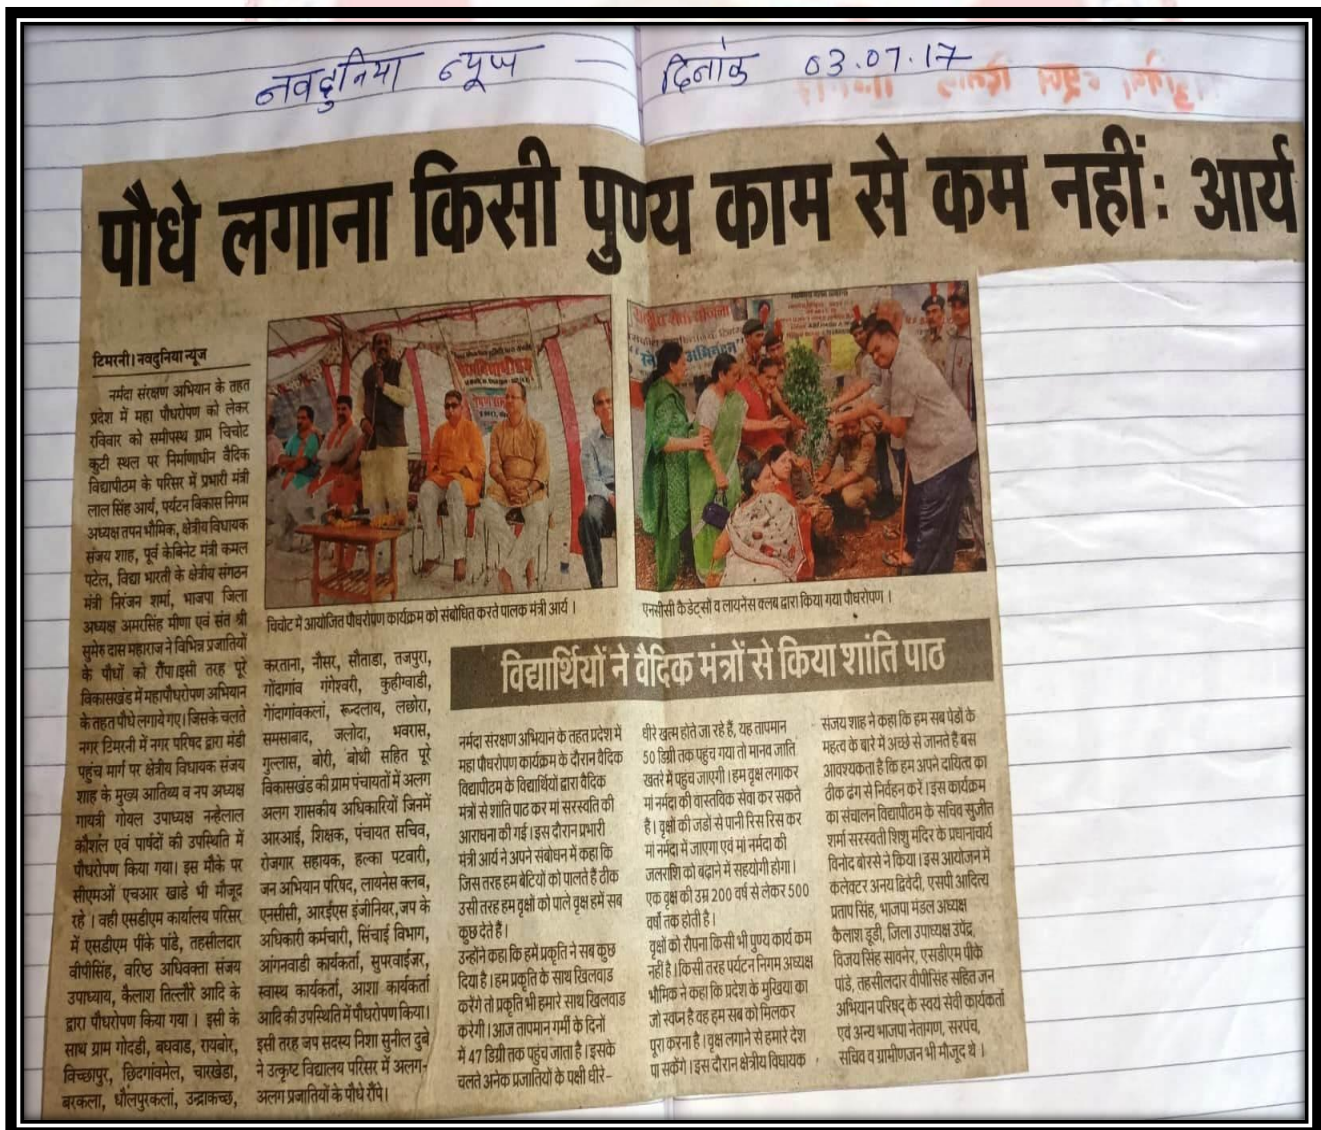 नवदुनिया न्यूज — दिनांक 03.07.17
पौधे लगाना किसी पुण्य काम से कम नहीं: आर्य
टिमरनी। नवदुनिया न्यूज
नर्मदा संरक्षण अभियान के तहत
प्रदेश में महा पौधरोपण को लेकर
रविवार को समीपस्थ ग्राम चिचोट
कुटी स्थल पर निर्माणाधीन वैदिक
विद्यापीठम के परिसर में प्रभारी मंत्री
लाल सिंह आर्य, पर्यटन विकास निगम
अध्यक्ष तपन भौमिक, क्षेत्रीय विधायक
संजय शाह, पूर्व केबिनेट मंत्री कमल
पटेल, विद्या भारती के क्षेत्रीय संगठन
मंत्री निरंजन शर्मा, भाजपा जिला
अध्यक्ष अमरसिंह मीणा एवं संत श्री
सुमेरु दास महाराज ने विभिन्न प्रजातियों
के पौधों को रौंपा।इसी तरह पूरे
विकासखंड में महापौधरोपण अभियान
के तहत पौधे लगाये गए। जिसके चलते
नगर टिमरनी में नगर परिषद द्वारा मंडी
पहुंच मार्ग पर क्षेत्रीय विधायक संजय
शाह के मुख्य आतिथ्य व नप अध्यक्ष
गायत्री गोयल उपाध्यक्ष नन्हेलाल
कौशल एवं पार्षदों की उपस्थिति में
पौधरोपण किया गया। इस मौके पर
सीएमओं एचआर खाडे भी मौजूद
रहे । वही एसडीएम कार्यालय परिसर
में एसडीएम पींके पांडे, तहसीलदार
वीपीसिंह, वरिष्ठ अधिवक्ता संजय
उपाध्याय, कैलाश तिल्लौरे आदि के
द्वारा पौधरोपण किया गया । इसी के
साथ ग्राम गोदडी, बघवाड, रायबोर,
विच्छापुर, छिदगांवमेल, चारखेडा,
बरकला, धौलपुरकलां, उन्द्राकच्छ,
चिचोट में आयोजित पौधरोपण कार्यक्रम को संबोधित करते पालक मंत्री आर्य ।
करताना, नौसर, सौताडा, तजपुरा,
गोंदागांव गंगेश्वरी, कुहीग्वाडी,
गोंदागांवकलां, रून्दलाय, लछोरा,
समसाबाद, जलोदा, भवरास,
गुल्लास, बोरी, बोथी सहित पूरे
विकासखंड की ग्राम पंचायतों में अलग
अलग शासकीय अधिकारियों जिनमें
आरआई, शिक्षक, पंचायत सचिव,
रोजगार सहायक, हल्का पटवारी,
जन अभियान परिषद, लायनेस क्लब,
एनसीसी, आरईएस इंजीनियर,जप के
अधिकारी कर्मचारी, सिंचाई विभाग,
आंगनवाडी कार्यकर्ता, सुपरवाईजर,
स्वास्थ कार्यकर्ता, आशा कार्यकर्ता
आदि की उपस्थिति में पौधरोपण किया।
इसी तरह जप सदस्य निशा सुनील दुबे
ने उत्कृष्ट विद्यालय परिसर में अलग-
अलग प्रजातियों के पौधे रौंपे।
एनसीसी कैडेट्सों व लायनेंस क्लब द्वारा किया गया पौधरोपण ।
विद्यार्थियों ने वैदिक मंत्रों से किया शांति पाठ
नर्मदा संरक्षण अभियान के तहत प्रदेश में
महा पौधरोपण कार्यक्रम के दौरान वैदिक
विद्यापीठम के विद्यार्थियों द्वारा वैदिक
मंत्रों से शांति पाठ कर मां सरस्वति की
आराधना की गई।इस दौरान प्रभारी
मंत्री आर्य ने अपने संबोधन में कहा कि
जिस तरह हम बेटियों को पालते हैं ठीक
उसी तरह हम वृक्षों को पाले वृक्ष हमें सब
कुछ देते हैं।
उन्होंने कहा कि हमें प्रकृति ने सब कुछ
दिया है। हम प्रकृति के साथ खिलवाड
करेंगे तो प्रकृति भी हमारे साथ खिलवाड
करेगी।आज तापमान गर्मी के दिनों
में 47 डिग्री तक पहुंच जाता है। इसके
चलते अनेक प्रजातियों के पक्षी धीरे-
धीरे खत्म होते जा रहे हैं, यह तापमान
50 डिग्री तक पहुंच गया तो मानव जाति
खतरे में पहुंच जाएगी। हम वृक्ष लगाकर
मां नर्मदा की वास्तविक सेवा कर सकते
है। वृक्षों की जडों से पानी रिस रिस कर
मां नर्मदा में जाएगा एवं मां नर्मदा की
जलराशि को बढ़ाने में सहयोगी होगा।
एक वृक्ष की उम्र 200 वर्ष से लेकर 500
वर्षों तक होती है।
वृक्षों को रौपना किसी भी पुण्य कार्य कम
नहीं है।किसी तरह पर्यटन निगम अध्यक्ष
भौमिक ने कहा कि प्रदेश के मुखिया का
जो स्वप्न है वह हम सब को मिलकर
पूरा करना है।वृक्ष लगाने से हमारे देश
पा सकेंगे।इस दौरान क्षेत्रीय विधायक
संजय शाह ने कहा कि हम सब पेडों के
महत्व के बारे में अच्छे से जानते है बस
आवश्यकता है कि हम अपने दायित्व का
ठीक ढंग से निर्वहन करे।इस कार्यक्रम
का संचालन विद्यापीठम के सचिव सुजीत
शर्मा सरस्वती शिशु मंदिर के प्रधानांचार्य
विनोद बोरसे ने किया। इस आयोजन में
कलेक्टर अनय द्विवेदी, एसपी आदित्य
प्रताप सिंह, भाजपा मंडल अध्यक्ष
कैलाश डूडी, जिला उपाध्यक्ष उपेंद्र,
विजय सिंह सावनेर, एसडीएम पीके
पांडे, तहसीलदार वीपीसिंह सहित जन
अभियान परिषद् के स्वयं सेवी कार्यकर्ता
एवं अन्य भाजपा नेतागण, सरपंच,
सचिव व ग्रामीणजन भी मौजूद थे।